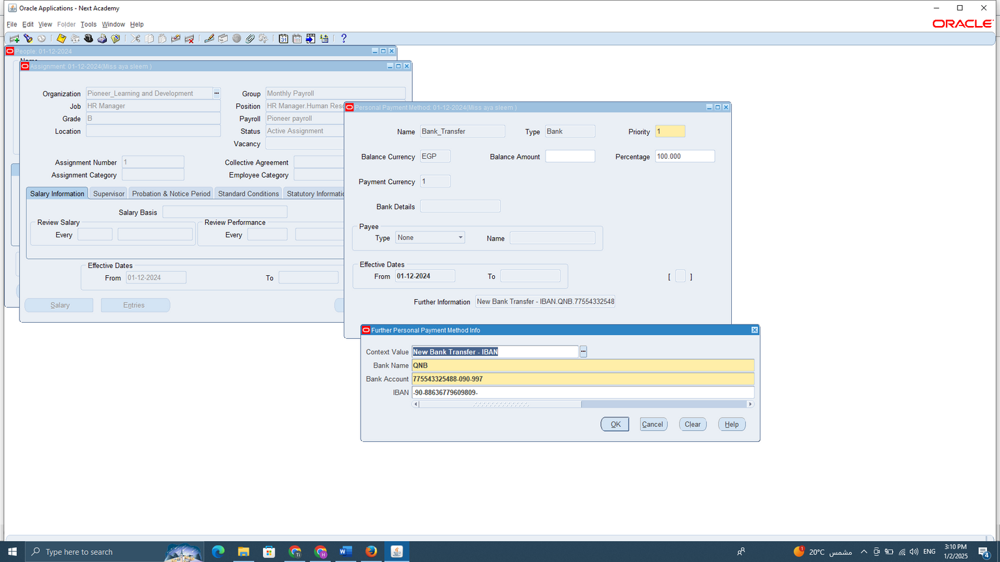 Oracle Applications - Next Academy
File Edit View Folder Tools Window Help
ORACLE
People: 01-12-2024
Assignment: 01-12-2024(Miss aya sleem )
Organization Pioneer_Learning and Development ... Group Monthly Payroll
Job HR Manager Position
Grade B Payroll Pioneer payroll
Location Status Active Assignment
Vacancy
Assignment Number 1 Collective Agreement
Assignment Category Employee Category
Salary Information Supervisor Probation & Notice Period Standard Conditions Statutory
Salary Basis
Review Salary Review Performance
Every Every
Effective Dates
From 01-12-2024 To
Salary Entries
Personal Payment Method: 01-12-2024(Miss aya sleem )
Name Bank_Transfer Type Bank Priority 1
Balance Currency EGP Balance Amount Percentage 100.000
Payment Currency 1
Bank Details
Payee
Type None Name
Effective Dates
From 01-12-2024 To [ ]
Further Information New Bank Transfer - IBAN.QNB.77554332548
Further Personal Payment Method Info
Context Value New Bank Transfer - IBAN ...
Bank Name QNB
Bank Account 775543325488-090-997
IBAN -90-88636779609809-
OK Cancel Clear Help
Type here to search
20°C مشمس ENG
3:10 PM
1/2/2025
4